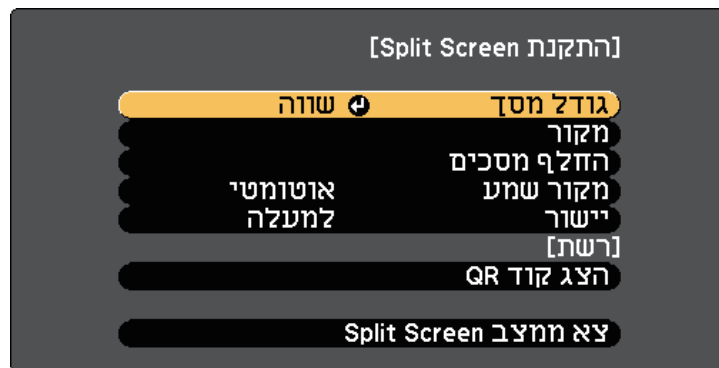 [התקנת Split Screen]
גודל מסך שווה
מקור
החלף מסכים
מקור שמע אוטומטי
יישור למעלה
[רשת]
הצג קוד QR
צא ממצב Split Screen